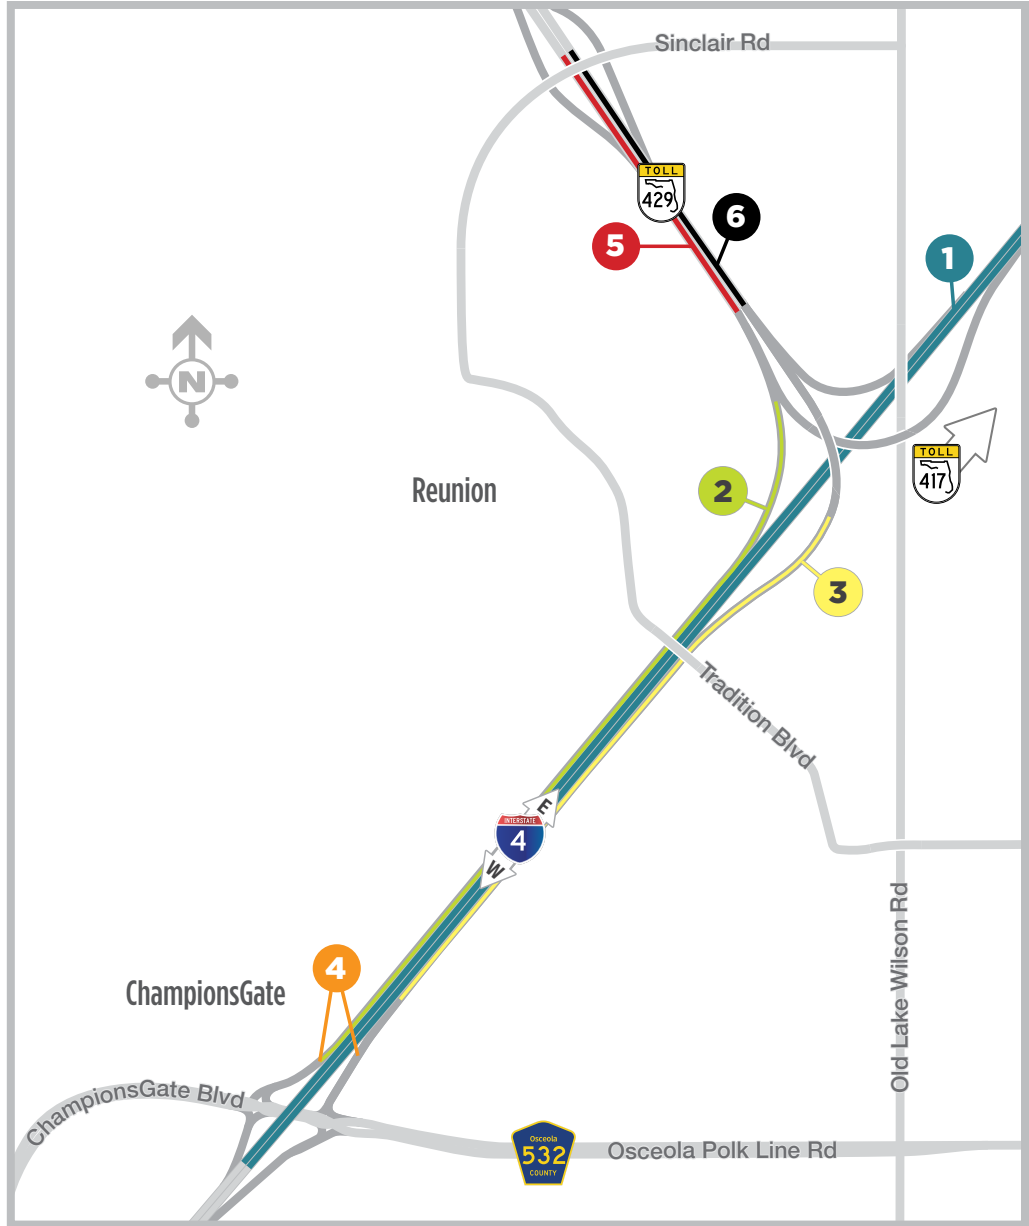 Sinclair Rd
TOLL
429
6
5
1
N
TOLL
417
Reunion
2
3
Tradition Blvd
E
INTERSTATE
4
W
Old Lake Wilson Rd
4
ChampionsGate
ChampionsGate Blvd
Osceola
532
COUNTY
Osceola Polk Line Rd